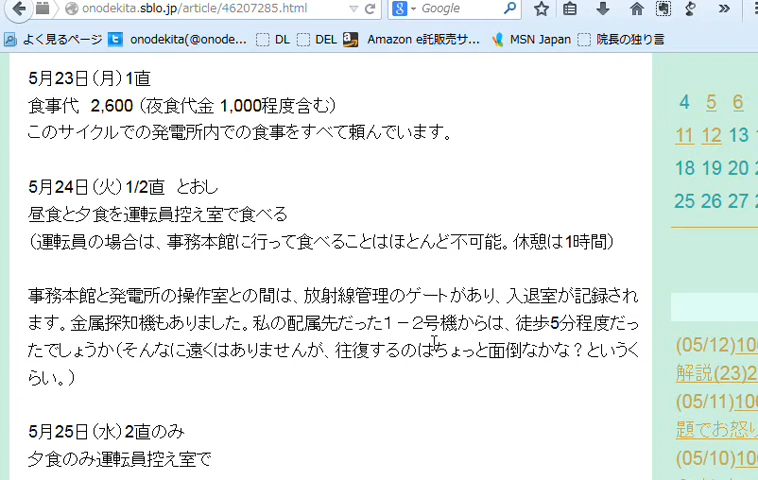 onodekita.sblo.jp/article/46207285.html
Google
よく見るページ
onodekita(@onode...
DL
DEL
Amazon e託販売サ...
MSN Japan
院長の独り言
5月23日(月)1直
食事代 2,600 (夜食代金 1,000程度含む)
このサイクルでの発電所内での食事をすべて頼んでいます。
5月24日(火)1/2直 とおし
昼食と夕食を運転員控え室で食べる
(運転員の場合は、事務本館に行って食べることはほとんど不可能。休憩は1時間)
事務本館と発電所の操作室との間は、放射線管理のゲートがあり、入退室が記録され
ます。金属探知機もありました。私の配属先だった1-2号機からは、徒歩5分程度だっ
たでしょうか(そんなに遠くはありませんが、往復するのはちょっと面倒なかな?というく
らい。)
5月25日(水)2直のみ
夕食のみ運転員控え室で
4 5 6
11 12 13
18 19 20
25 26 27
(05/12)100
解説(23)2
(05/11)100
題でお怒り
(05/10)100